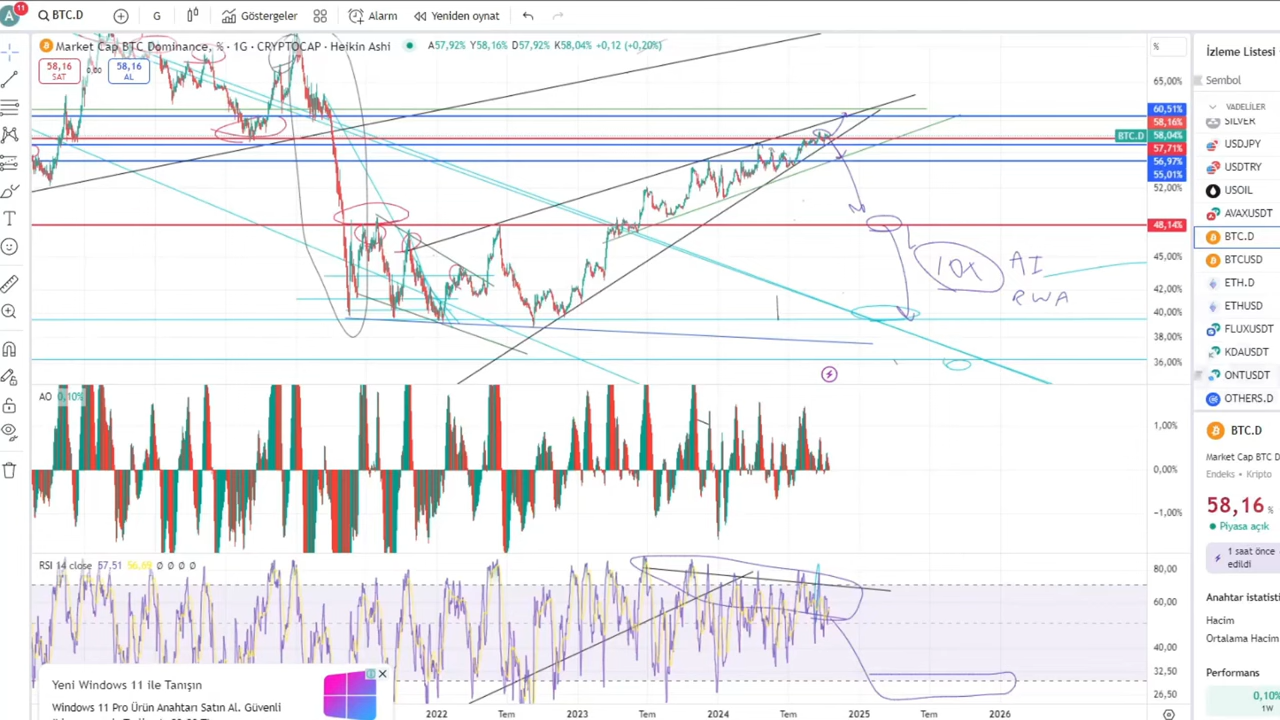 A 11 BTC.D G Göstergeler Alarm Yeniden oynat
Market Cap BTC Dominance, % · 1G · CRYPTOCAP · Heikin Ashi A57,92% Y58,16% D57,92% K58,04% +0,12 (+0,20%)
58,16 SAT 0,00 58,16 AL
%
65,00%
60,51%
58,16%
BTC.D 58,04%
57,71%
56,97%
55,01%
52,00%
48,14%
45,00%
42,00%
40,00%
38,00%
36,00%
10x AI
RWA
AO 0,10%
1,00%
0,00%
−1,00%
RSI 14 close 57,51 Ø Ø Ø Ø
80,00
60,00
40,00
32,50
26,50
2022 Tem 2023 Tem 2024 Tem 2025 Tem 2026
Yeni Windows 11 ile Tanışın
Windows 11 Pro Ürün Anahtarı Satın Al. Güvenli
İzleme Listesi
Sembol
VADELİLER
SILVER
USDJPY
USDTRY
USOIL
AVAXUSDT
BTC.D
BTCUSD
ETH.D
ETHUSD
FLUXUSDT
KDAUSDT
ONTUSDT
OTHERS.D
BTC.D
Market Cap BTC D
Endeks • Kripto
58,16 %
Piyasa açık
1 saat önce
edildi
Anahtar istatisti
Hacim
Ortalama Hacim
Performans
0,10%
1W